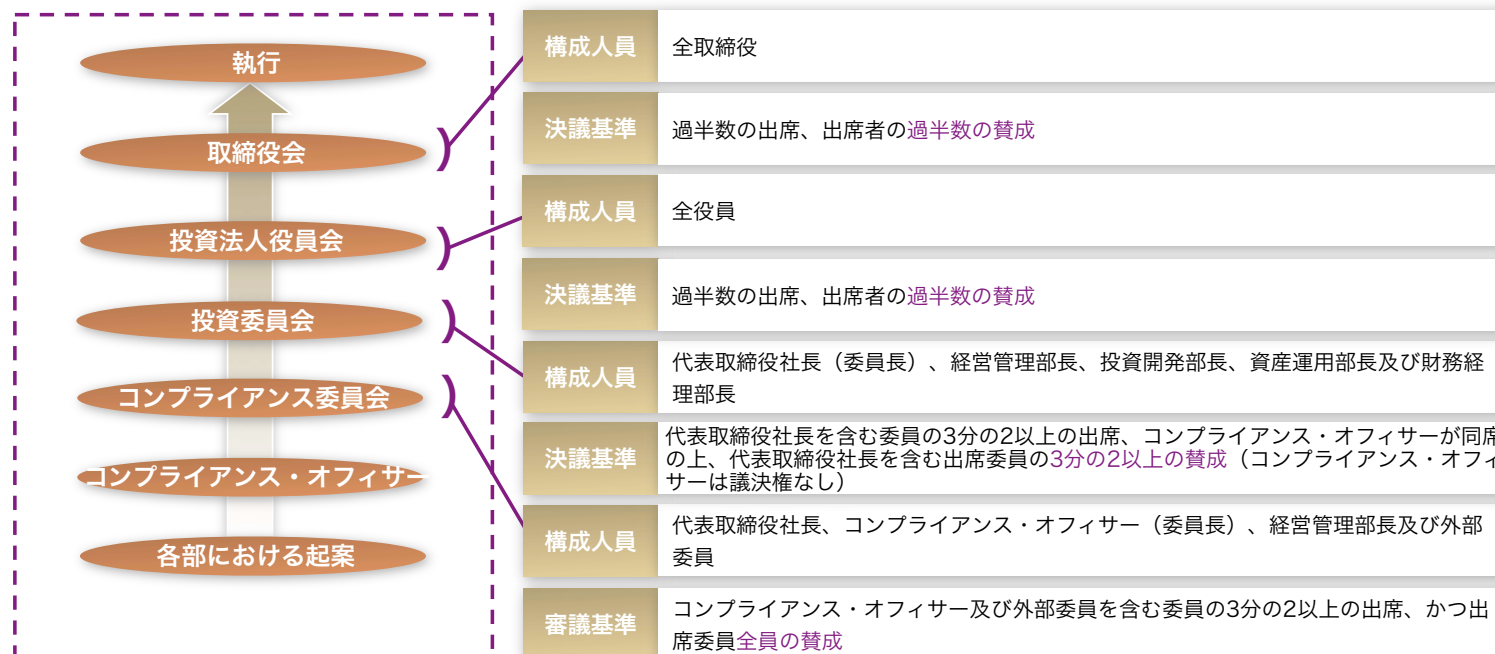 執行
取締役会
投資法人役員会
投資委員会
コンプライアンス委員会
コンプライアンス・オフィサー
各部における起案
構成人員
全取締役
決議基準
過半数の出席、出席者の過半数の賛成
構成人員
全役員
決議基準
過半数の出席、出席者の過半数の賛成
構成人員
代表取締役社長（委員長）、経営管理部長、投資開発部長、資産運用部長及び財務経
理部長
決議基準
代表取締役社長を含む委員の3分の2以上の出席、コンプライアンス・オフィサーが同席
の上、代表取締役社長を含む出席委員の3分の2以上の賛成（コンプライアンス・オフィ
サーは議決権なし）
構成人員
代表取締役社長、コンプライアンス・オフィサー（委員長）、経営管理部長及び外部
委員
審議基準
コンプライアンス・オフィサー及び外部委員を含む委員の3分の2以上の出席、かつ出
席委員全員の賛成